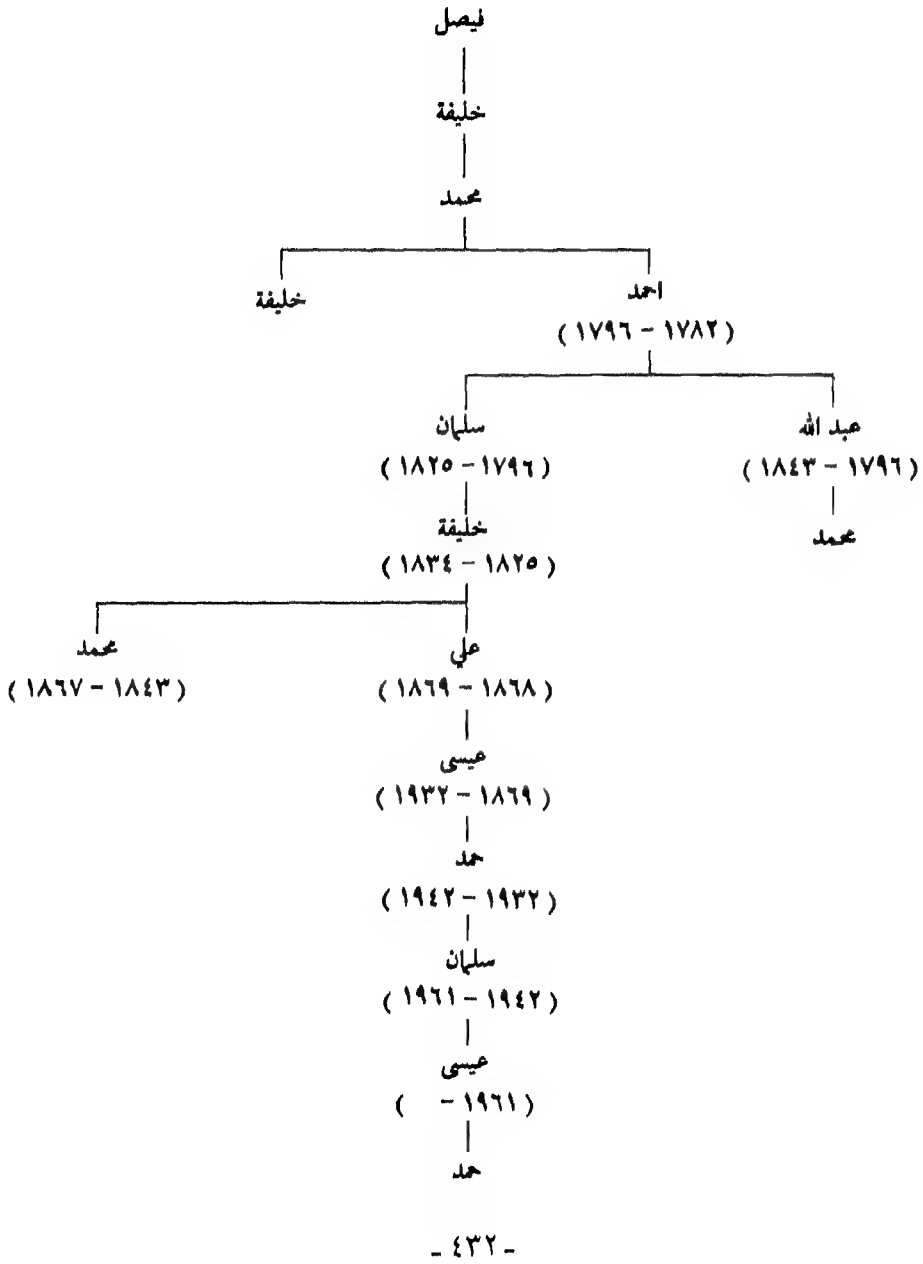 فيصل
خليفة
محمد
احمد
خليفة
(١٧٨٢ - ١٧٩٦)
عبد الله
سلمان
(١٧٩٦ - ١٨٤٣)
(١٧٩٦ - ١٨٢٥)
محمد
خليفة
(١٨٢٥ - ١٨٣٤)
علي
محمد
(١٨٦٨ - ١٨٦٩)
(١٨٤٣ - ١٨٦٧)
عيسى
(١٨٦٩ - ١٩٣٢)
حمد
(١٩٣٢ - ١٩٤٢)
سلمان
(١٩٤٢ - ١٩٦١)
عيسى
(١٩٦١ - )
حمد
- ٤٣٢ -